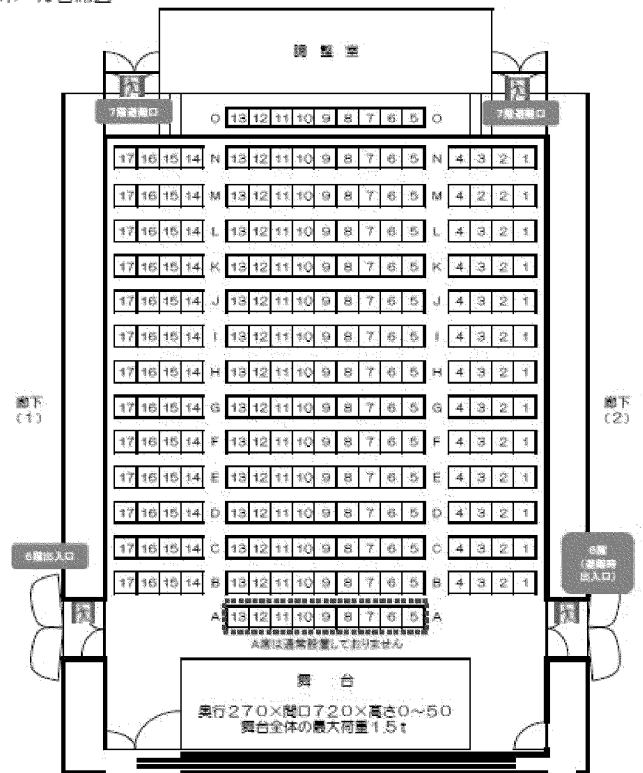 調 整 室
7階避難口
7階避難口
O 13 12 11 10 9 8 7 6 5 O
17 16 15 14 N 13 12 11 10 9 8 7 6 5 N 4 3 2 1
17 16 15 14 M 13 12 11 10 9 8 7 6 5 M 4 2 2 1
17 16 15 14 L 13 12 11 10 9 8 7 6 5 L 4 3 2 1
17 16 15 14 K 13 12 11 10 9 8 7 6 5 K 4 3 2 1
17 16 15 14 J 13 12 11 10 9 8 7 6 5 J 4 3 2 1
17 16 15 14 I 13 12 11 10 9 8 7 6 5 I 4 3 2 1
17 16 15 14 H 13 12 11 10 9 8 7 6 5 H 4 3 2 1
廊下
(1)
17 16 15 14 G 13 12 11 10 9 8 7 6 5 G 4 3 2 1
廊下
(2)
17 16 15 14 F 13 12 11 10 9 8 7 6 5 F 4 3 2 1
17 16 15 14 E 13 12 11 10 9 8 7 6 5 E 4 3 2 1
17 16 15 14 D 13 12 11 10 9 8 7 6 5 D 4 3 2 1
6階出入口
17 16 15 14 C 13 12 11 10 9 8 7 6 5 C 4 3 2 1
6階
(避難時
出入口)
17 16 15 14 B 13 12 11 10 9 8 7 6 5 B 4 3 2 1
A 13 12 11 10 9 8 7 6 5 A
A席は通常設置しておりません
舞 台
奥行270×間口720×高さ0～50
舞台全体の最大荷重1.5t